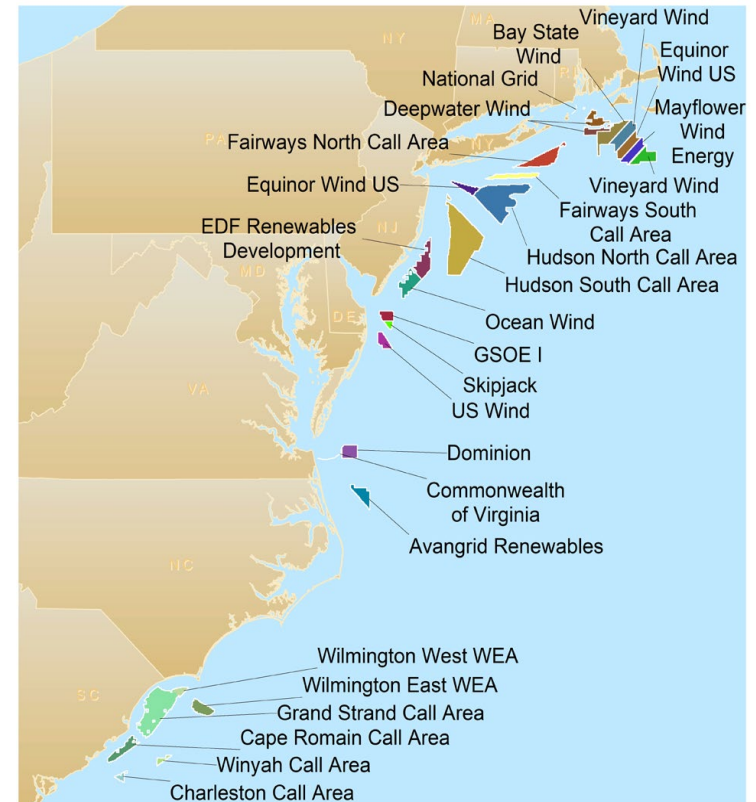 Vineyard Wind
MA
Bay State
Wind
NY
Equinor
Wind US
National Grid
RI
Deepwater Wind
Mayflower
Wind
Energy
PA
Fairways North Call Area
NY
Equinor Wind US
Vineyard Wind
Fairways South
Call Area
EDF Renewables
Development
NJ
Hudson North Call Area
MD
Hudson South Call Area
DE
Ocean Wind
GSOE I
Skipjack
VA
US Wind
Dominion
Commonwealth
of Virginia
Avangrid Renewables
NC
Wilmington West WEA
Wilmington East WEA
SC
Grand Strand Call Area
Cape Romain Call Area
Winyah Call Area
Charleston Call Area